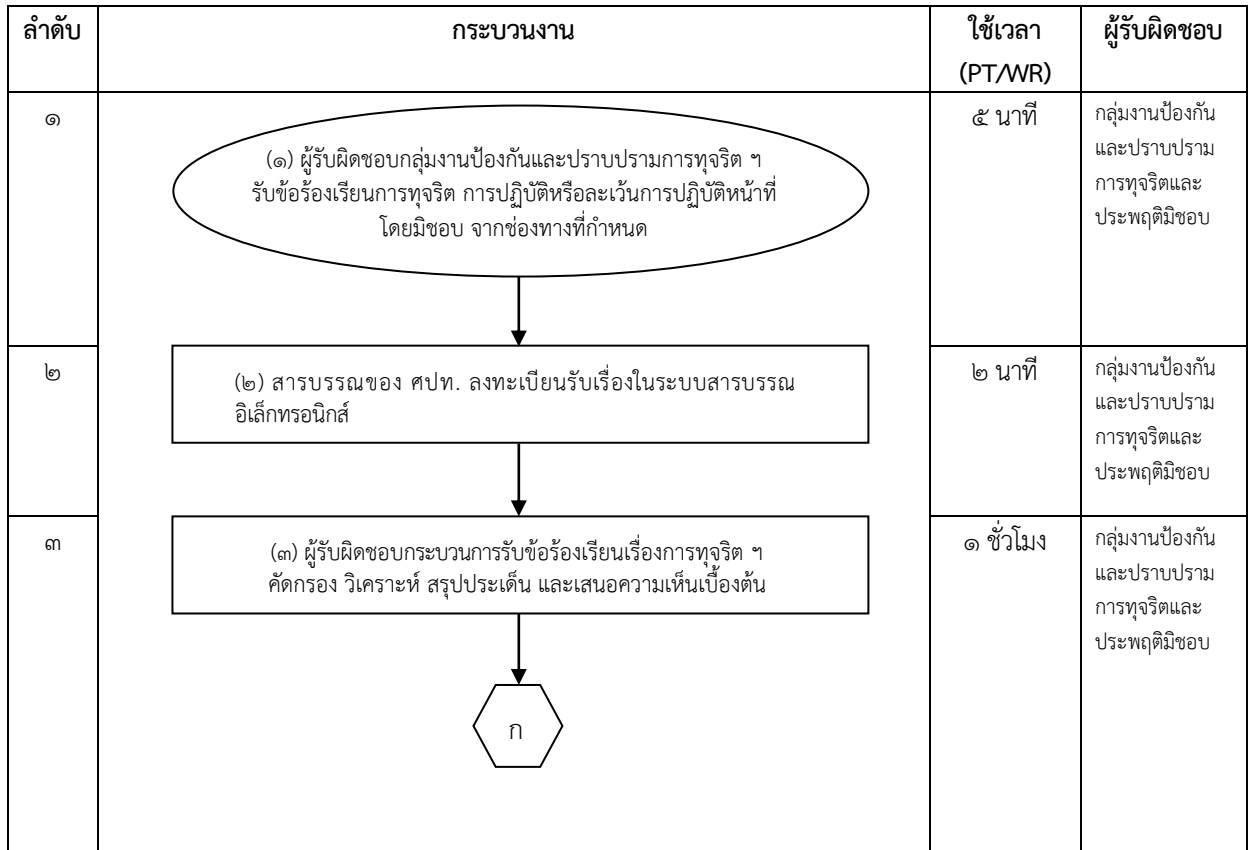 ลำดับ
กระบวนงาน
ใช้เวลา
(PT/WR)
ผู้รับผิดชอบ
๑
(๑) ผู้รับผิดชอบกลุ่มงานป้องกันและปราบปรามการทุจริต ฯ
รับข้อร้องเรียนการทุจริต การปฏิบัติหรือละเว้นการปฏิบัติหน้าที่
โดยมิชอบ จากช่องทางที่กำหนด
๕ นาที
กลุ่มงานป้องกัน
และปราบปราม
การทุจริตและ
ประพฤติมิชอบ
๒
(๒) สารบรรณของ ศปท. ลงทะเบียนรับเรื่องในระบบสารบรรณ
อิเล็กทรอนิกส์
๒ นาที
กลุ่มงานป้องกัน
และปราบปราม
การทุจริตและ
ประพฤติมิชอบ
๓
(๓) ผู้รับผิดชอบกระบวนการรับข้อร้องเรียนเรื่องการทุจริต ฯ
คัดกรอง วิเคราะห์ สรุปประเด็น และเสนอความเห็นเบื้องต้น
๑ ชั่วโมง
กลุ่มงานป้องกัน
และปราบปราม
การทุจริตและ
ประพฤติมิชอบ
ก